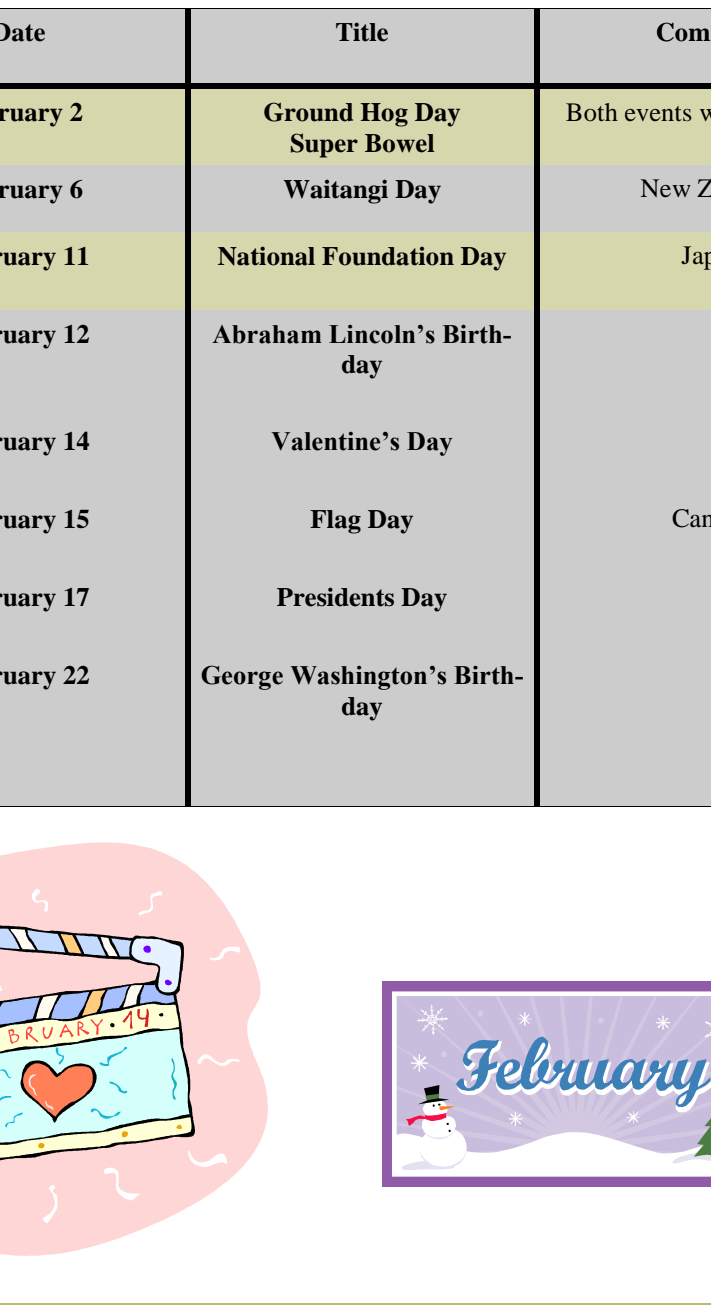 Date Title Com
ruary 2 Ground Hog Day Both events w
Super Bowel
ruary 6 Waitangi Day New Z
ruary 11 National Foundation Day Jap
ruary 12 Abraham Lincoln’s Birth-
day
ruary 14 Valentine’s Day
ruary 15 Flag Day Can
ruary 17 Presidents Day
ruary 22 George Washington’s Birth-
day
BRUARY · 14 ·
February